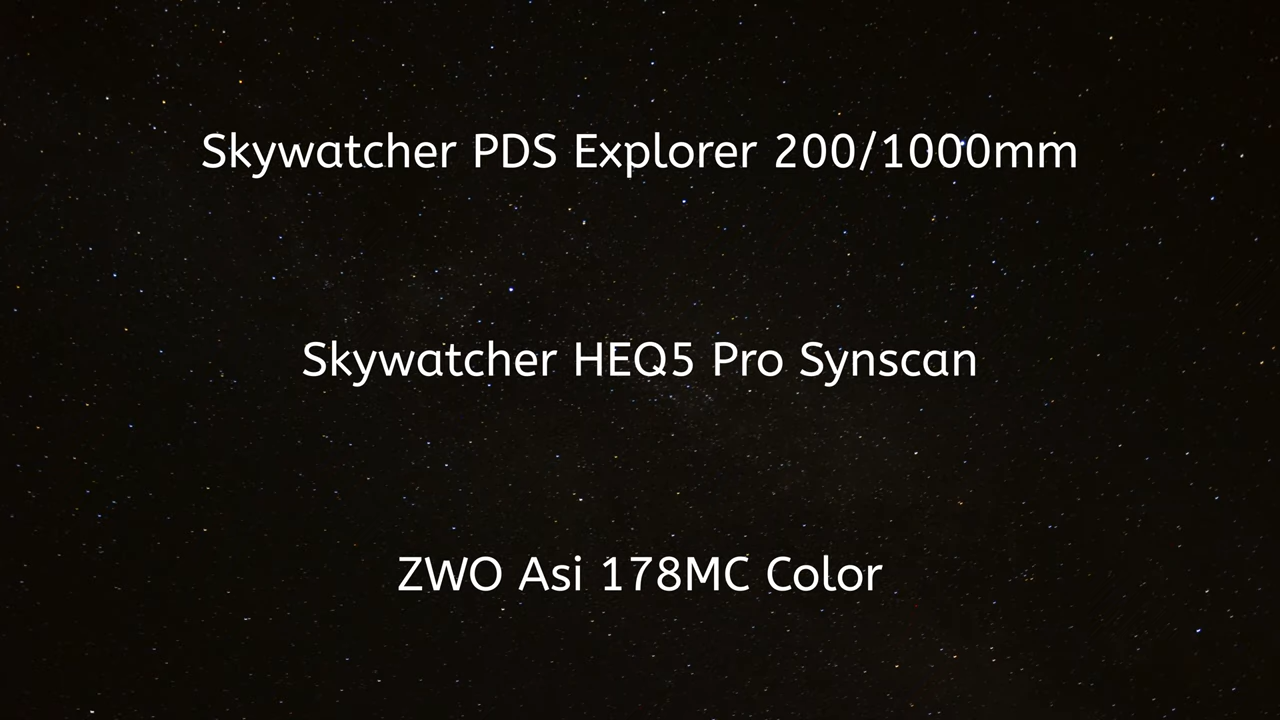 Skywatcher PDS Explorer 200/1000mm
Skywatcher HEQ5 Pro Synscan
ZWO Asi 178MC Color